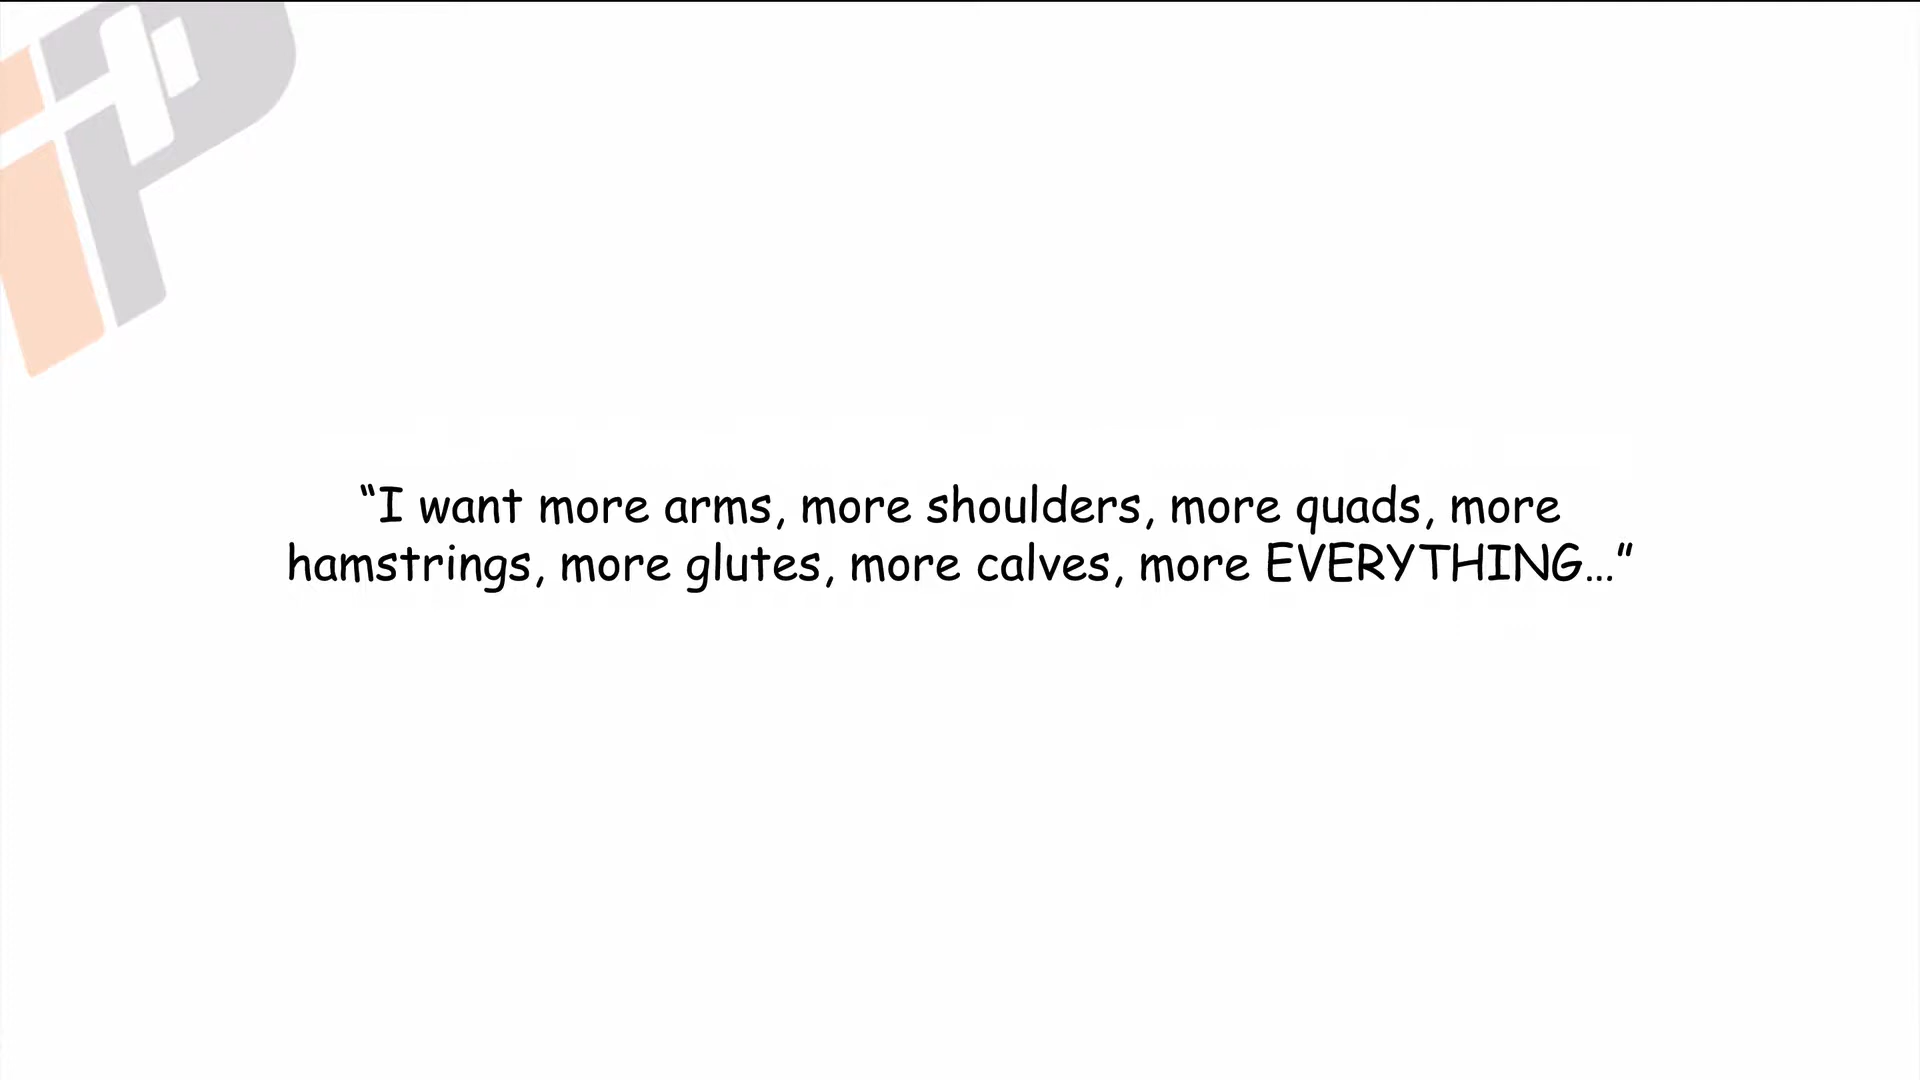 “I want more arms, more shoulders, more quads, more
hamstrings, more glutes, more calves, more EVERYTHING…”